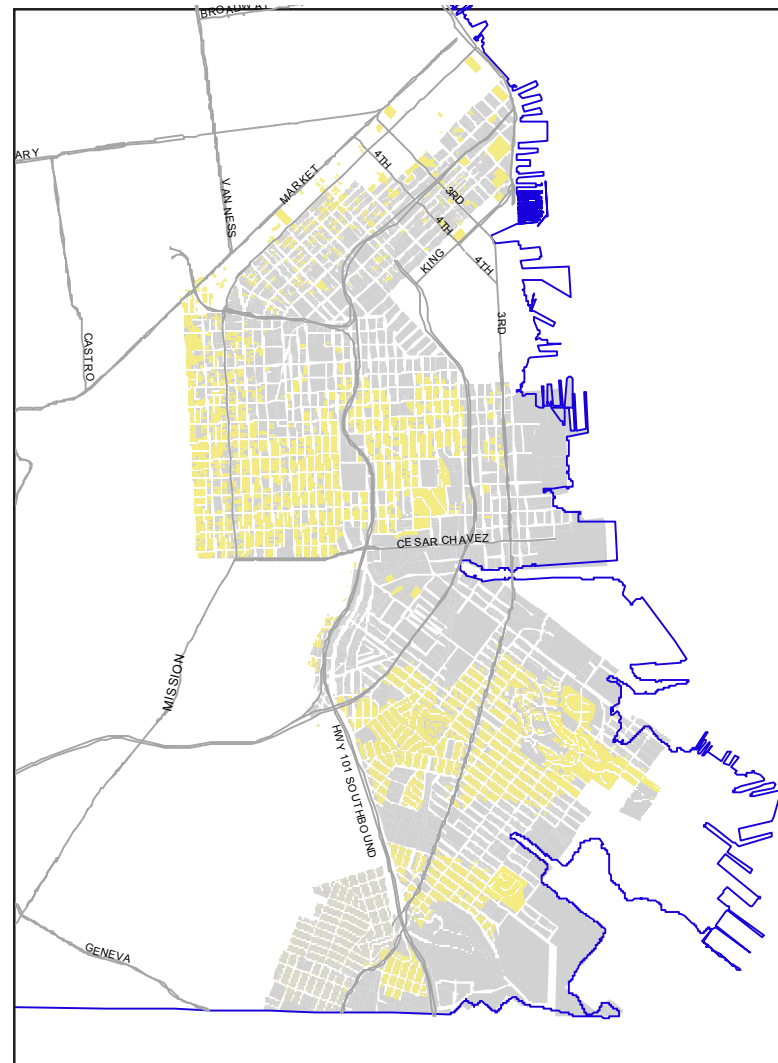 BROADWAY
ARY
VAN NESS
MARKET
4TH
3RD
4TH
KING
4TH
3RD
CASTRO
CESAR CHAVEZ
MISSION
HWY 101 SOUTHBOUND
GENEVA